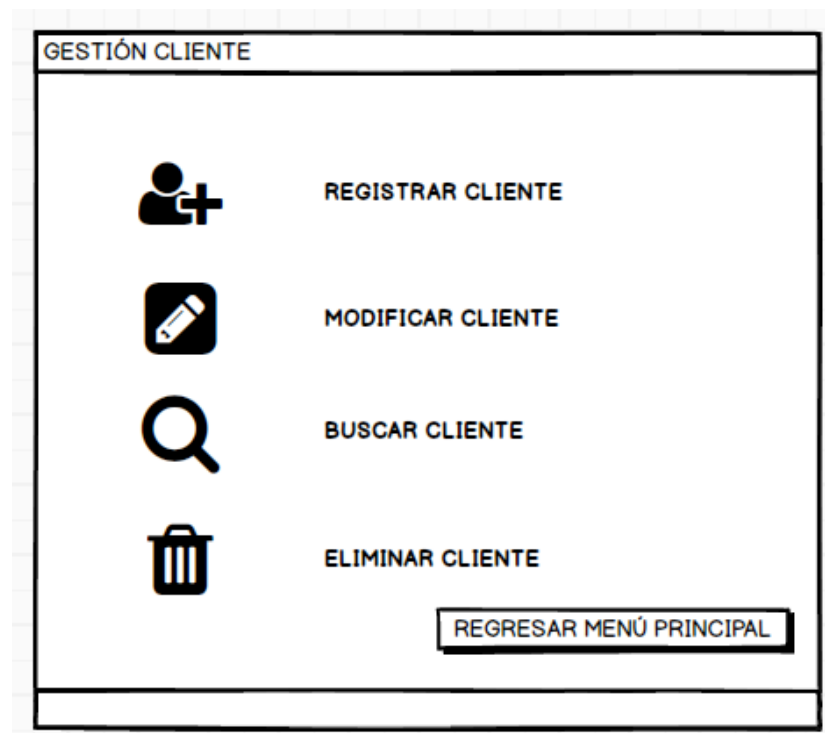 GESTIÓN CLIENTE
REGISTRAR CLIENTE
MODIFICAR CLIENTE
BUSCAR CLIENTE
ELIMINAR CLIENTE
REGRESAR MENÚ PRINCIPAL